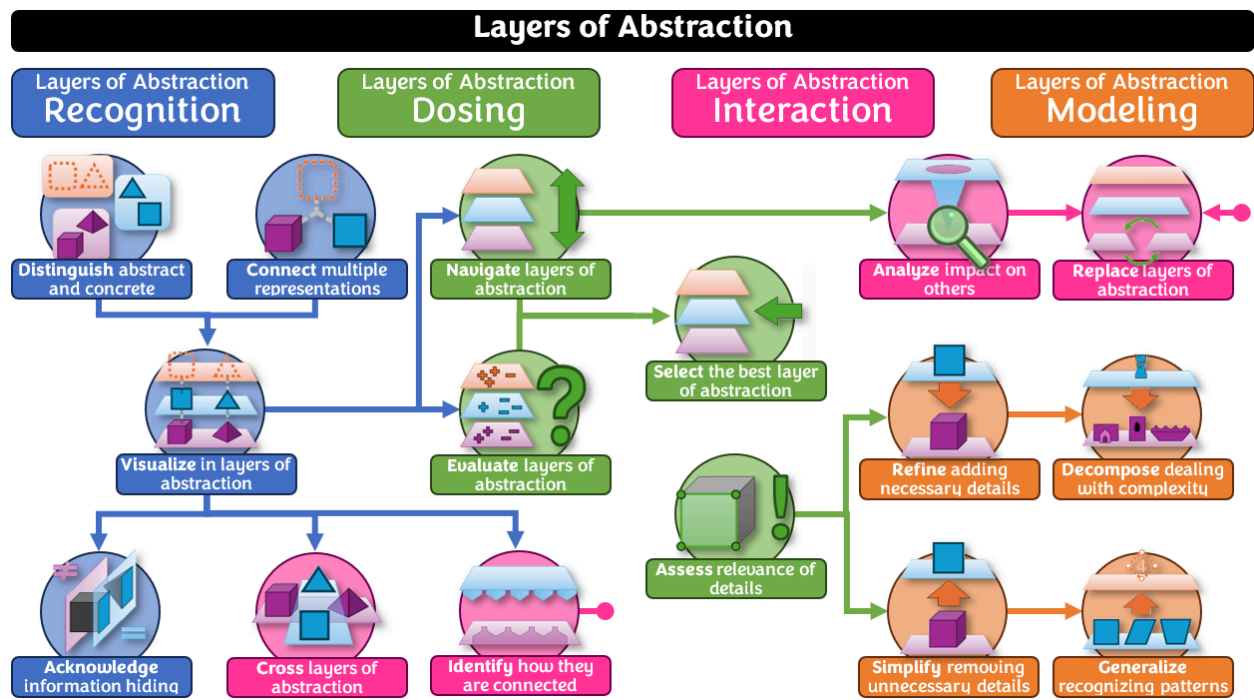 Layers of Abstraction
Layers of Abstraction
Recognition
Layers of Abstraction
Dosing
Layers of Abstraction
Interaction
Layers of Abstraction
Modeling
Distinguish abstract
and concrete
Connect multiple
representations
Navigate layers of
abstraction
Analyze impact on
others
Replace layers of
abstraction
Select the best layer
of abstraction
Visualize in layers of
abstraction
Evaluate layers of
abstraction
Refine adding
necessary details
Decompose dealing
with complexity
Assess relevance of
details
Acknowledge
information hiding
Cross layers of
abstraction
Identify how they
are connected
Simplify removing
unnecessary details
4
Generalize
recognizing patterns